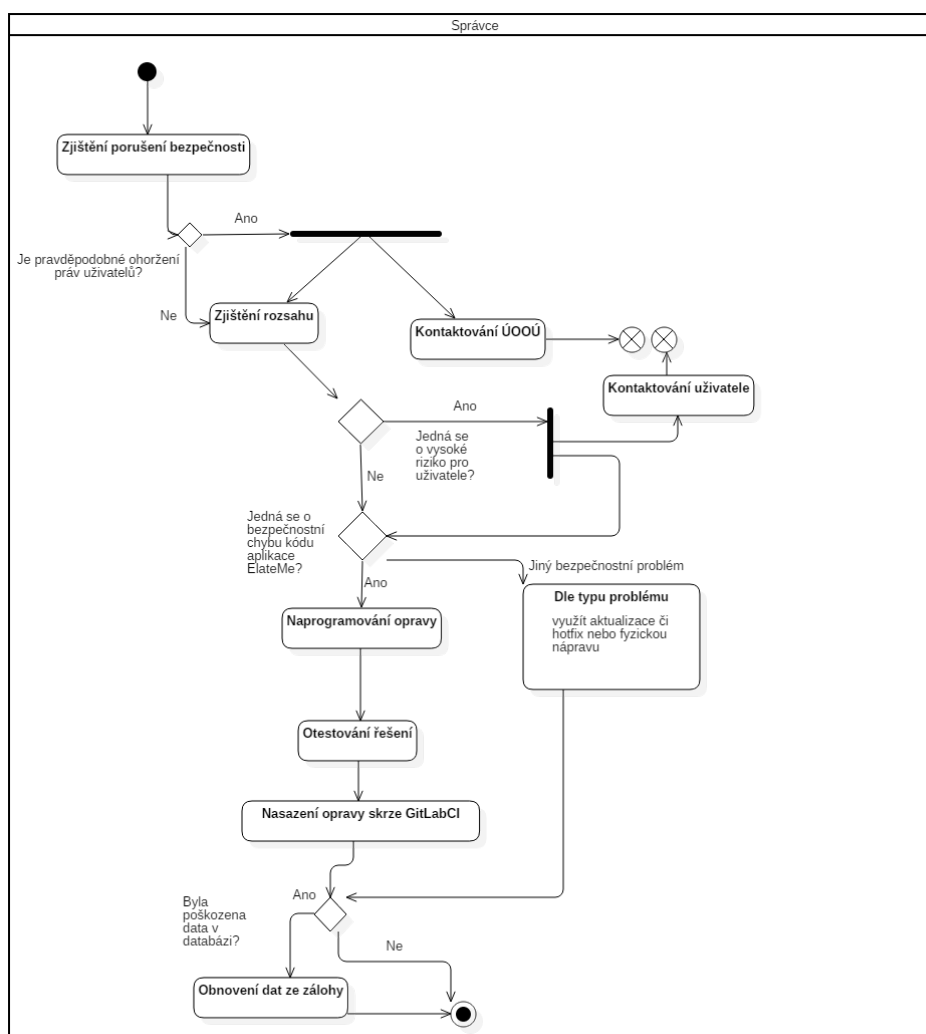 Správce
Zjištění porušení bezpečnosti
Ano
Je pravděpodobné ohoržení
práv uživatelů?
Ne
Zjištění rozsahu
Kontaktování ÚOOÚ
Kontaktování uživatele
Ano
Jedná se
o vysoké
riziko pro
uživatele?
Ne
Jedná se o
bezpečnostní
chybu kódu
aplikace
ElateMe?
Jiný bezpečnostní problém
Ano
Dle typu problému
využít aktualizace či
hotfix nebo fyzickou
nápravu
Naprogramování opravy
Otestování řešení
Nasazení opravy skrze GitLabCI
Ano
Byla
poškozena
data v
databázi?
Ne
Obnovení dat ze zálohy